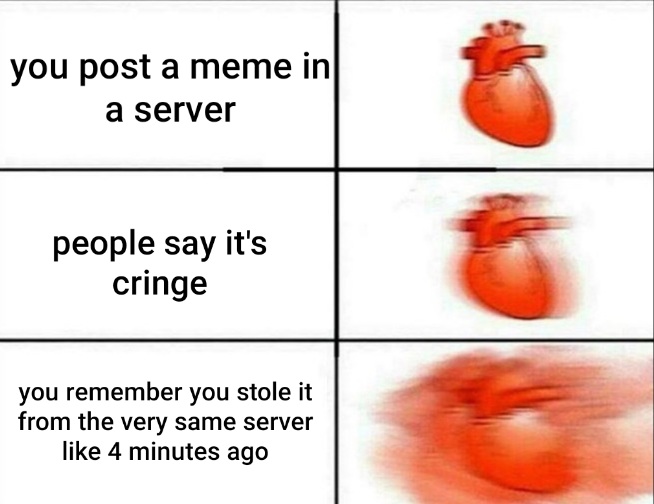 you post a meme in
a server
people say it's
cringe
you remember you stole it
from the very same server
like 4 minutes ago